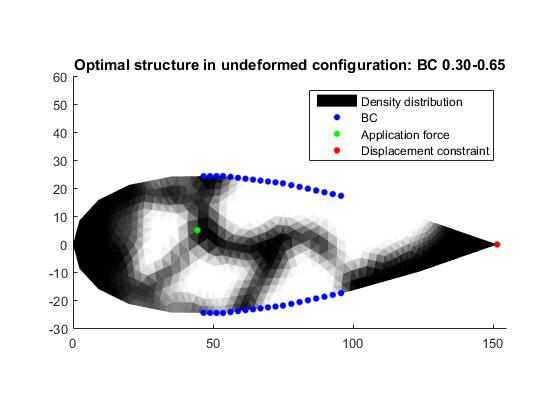 Optimal structure in undeformed configuration: BC 0.30-0.65
60
50
40
30
20
10
0
-10
-20
-30
0
50
100
150
Density distribution
BC
Application force
Displacement constraint